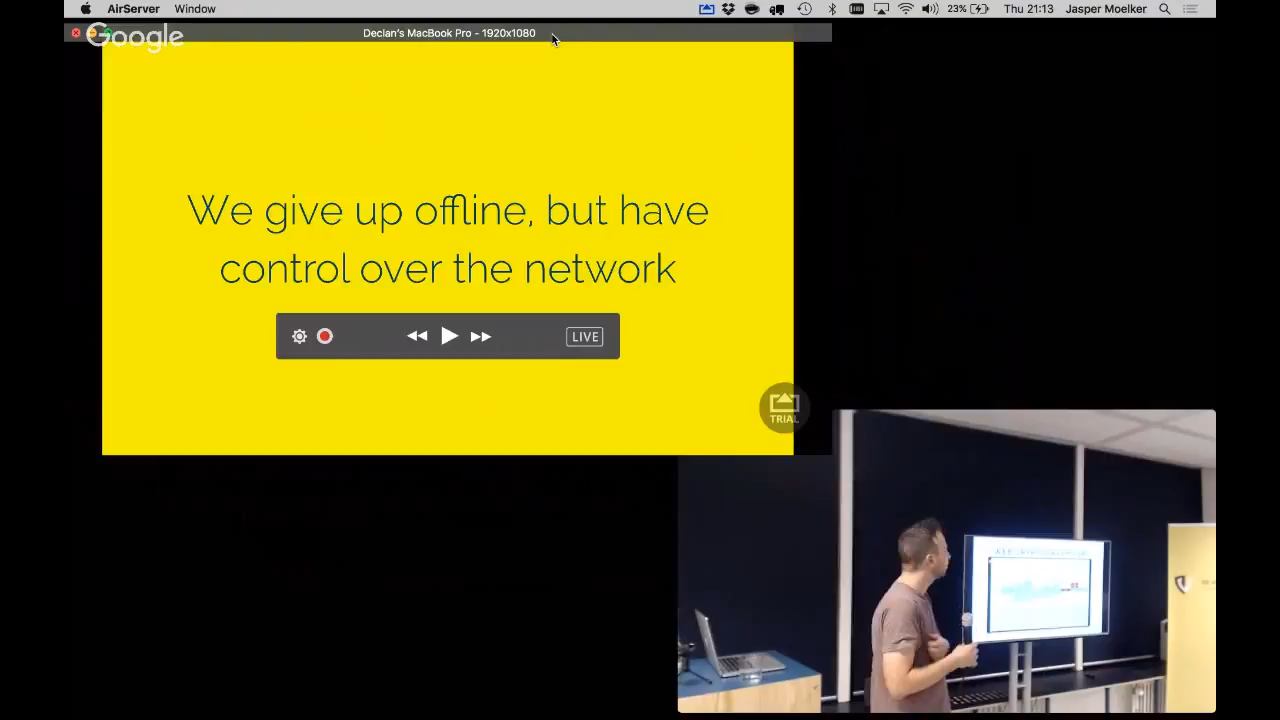 AirServer Window
23% Thu 21:13 Jasper Moelker
Google
Declan's MacBook Pro - 1920x1080
We give up offline, but have
control over the network
LIVE
TRIAL